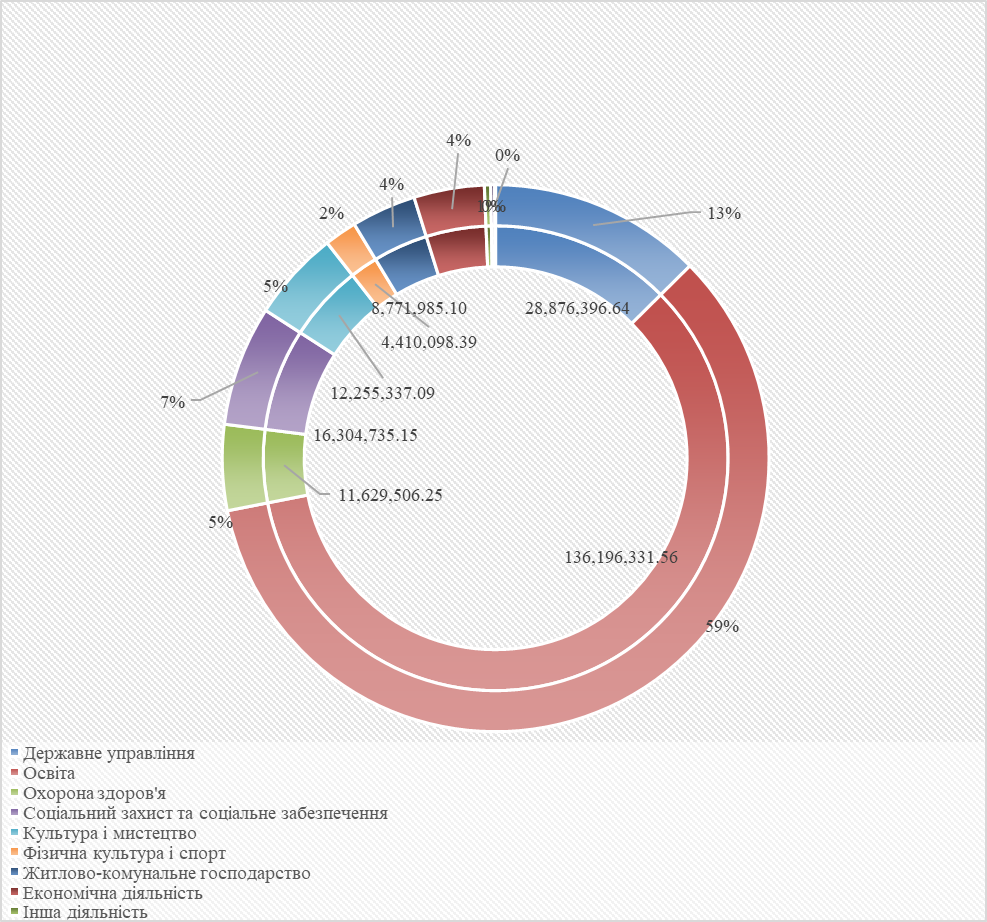 4%
0%
4%
2%
13%
0%
5%
8,771,985.10
28,876,396.64
4,410,098.39
12,255,337.09
7%
16,304,735.15
11,629,506.25
5%
136,196,331.56
59%
Державне управління
Освіта
Охорона здоров'я
Соціальний захист та соціальне забезпечення
Культура і мистецтво
Фізична культура і спорт
Житлово-комунальне господарство
Економічна діяльність
Інша діяльність